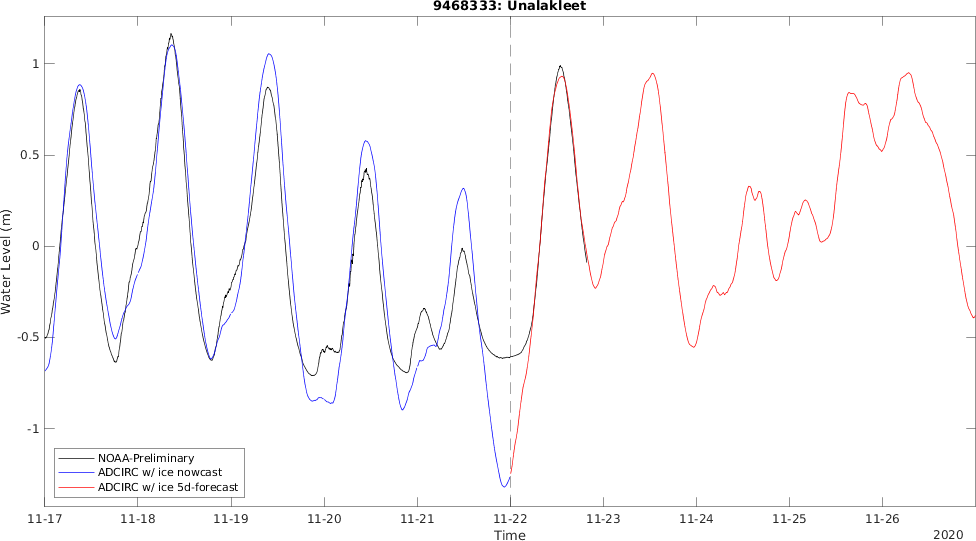 9468333: Unalakleet
Water Level (m)
1
0.5
0
-0.5
-1
NOAA-Preliminary
ADCIRC w/ ice nowcast
ADCIRC w/ ice 5d-forecast
11-17 11-18 11-19 11-20 11-21 11-22 11-23 11-24 11-25 11-26
Time
2020